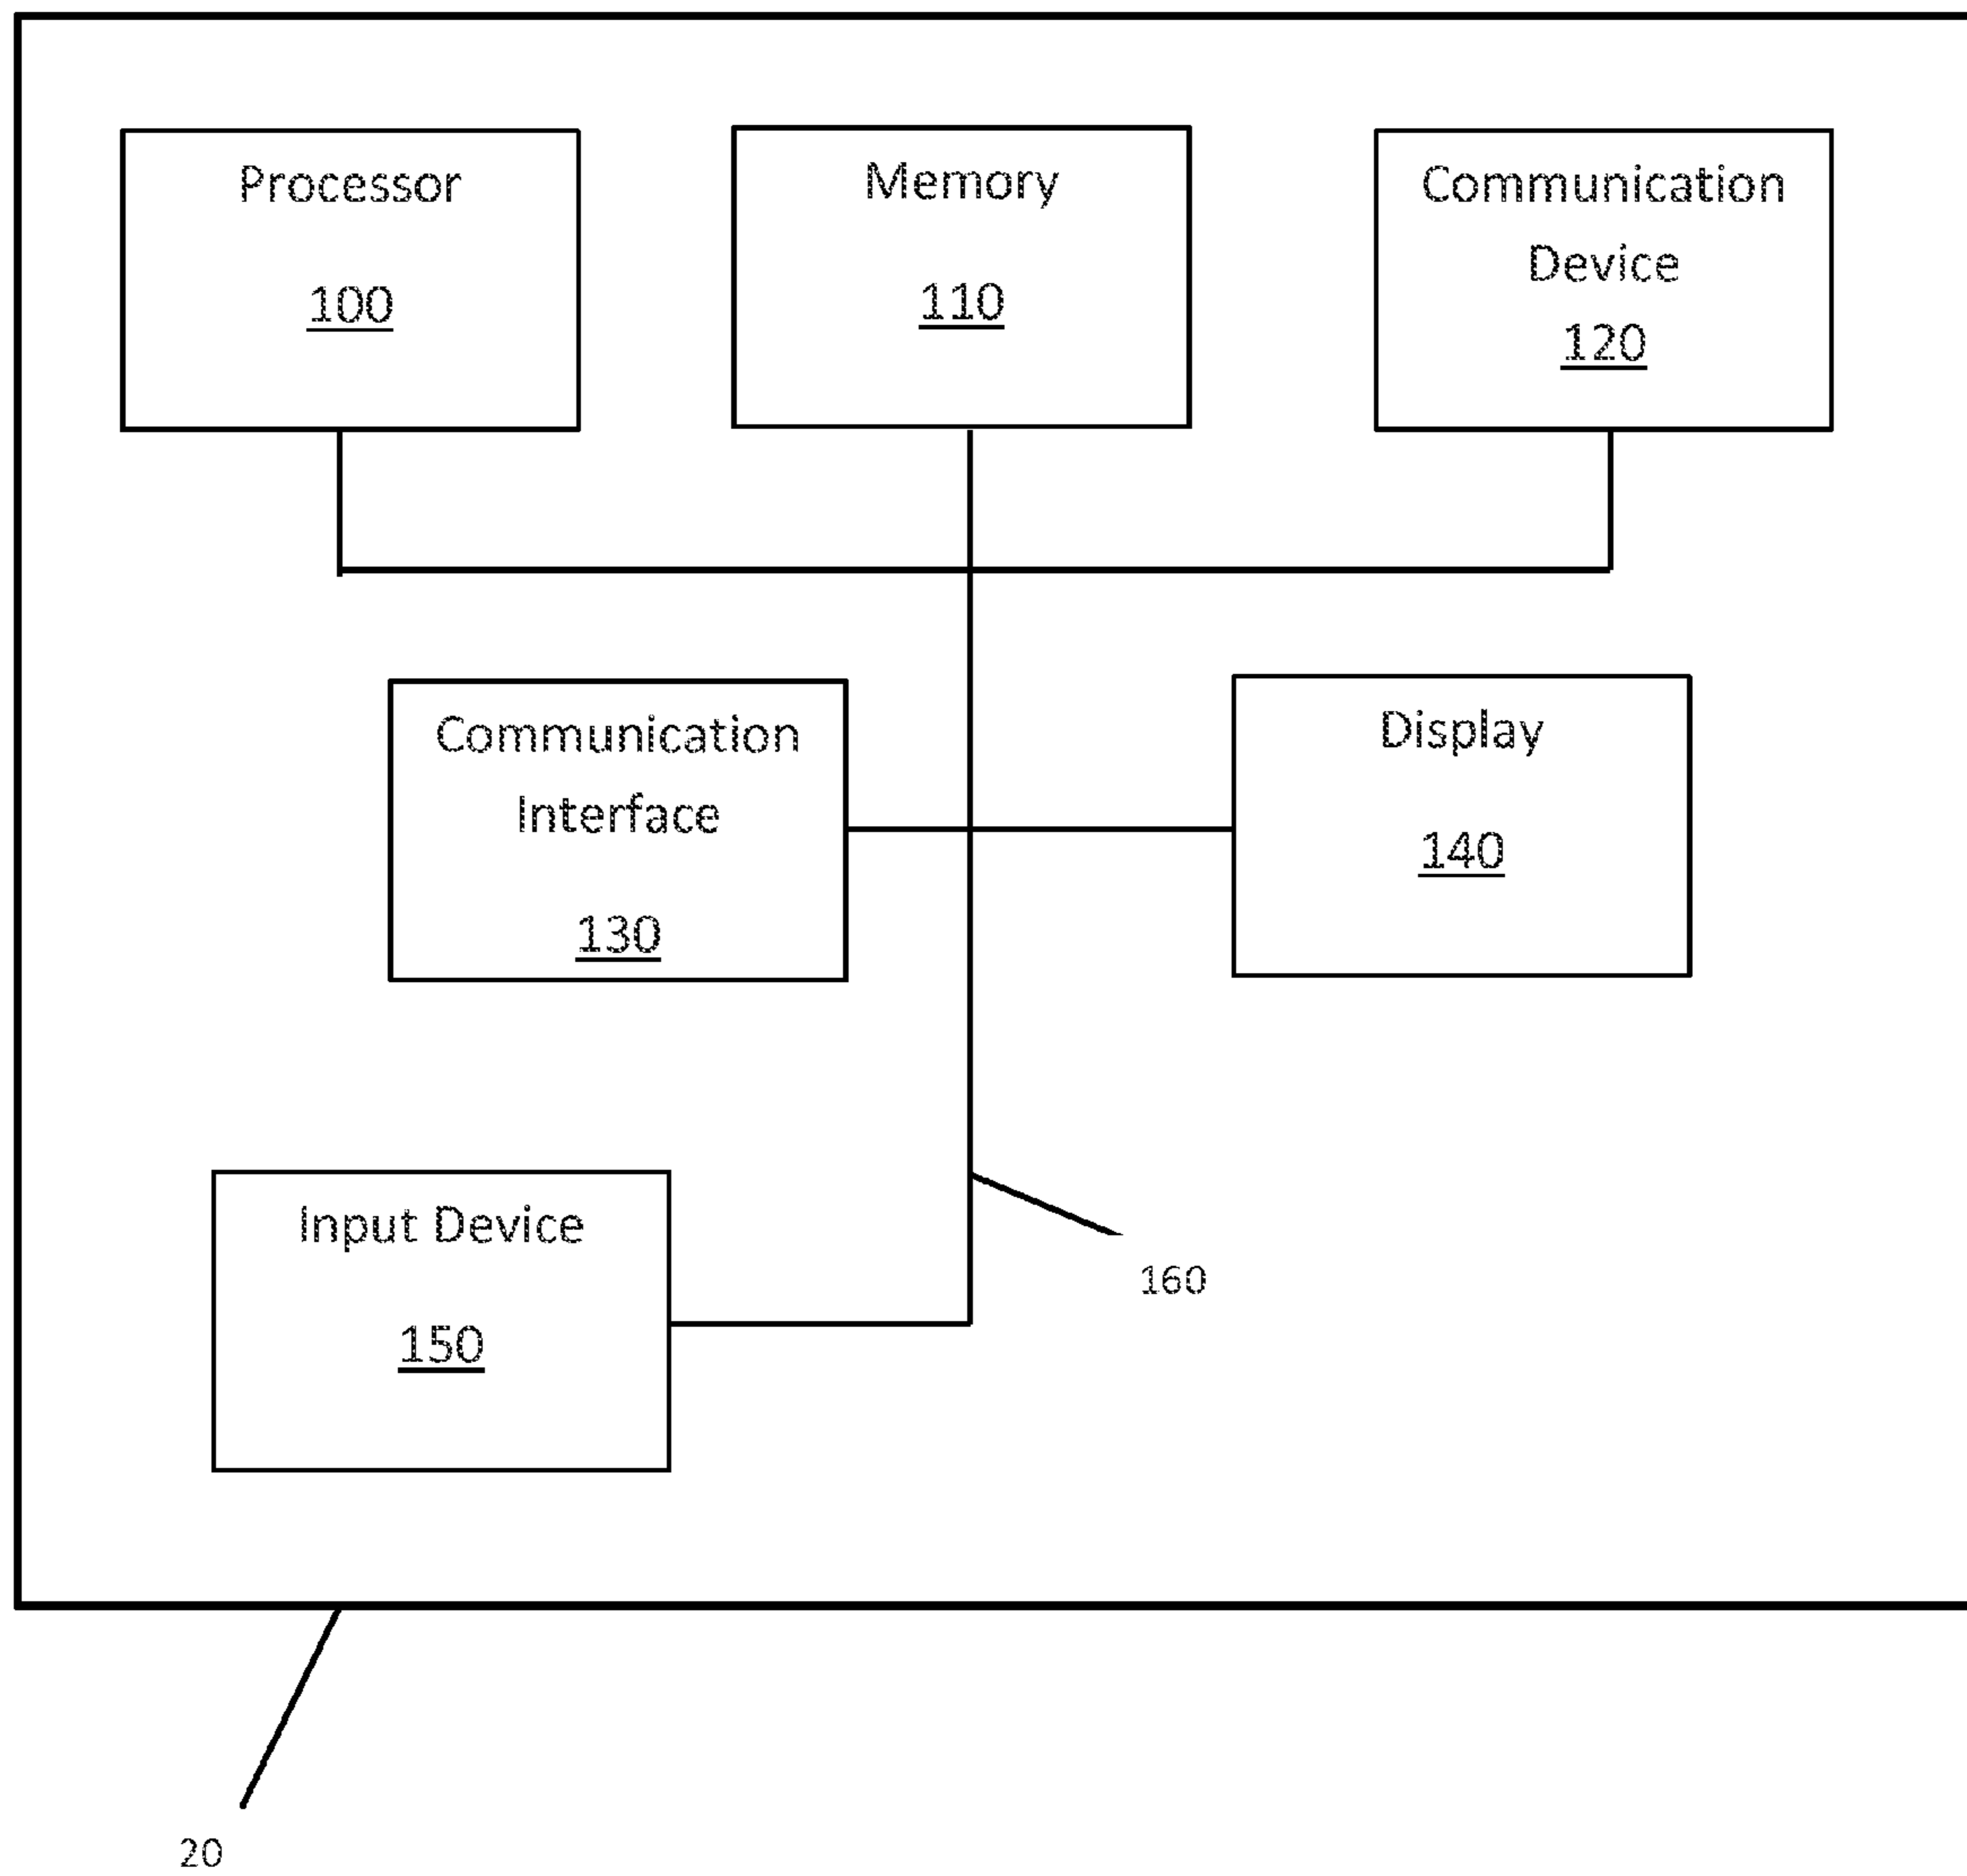 Processor
100
Memory
110
Communication
Device
120
Communication
Interface
130
Display
140
Input Device
150
160
20